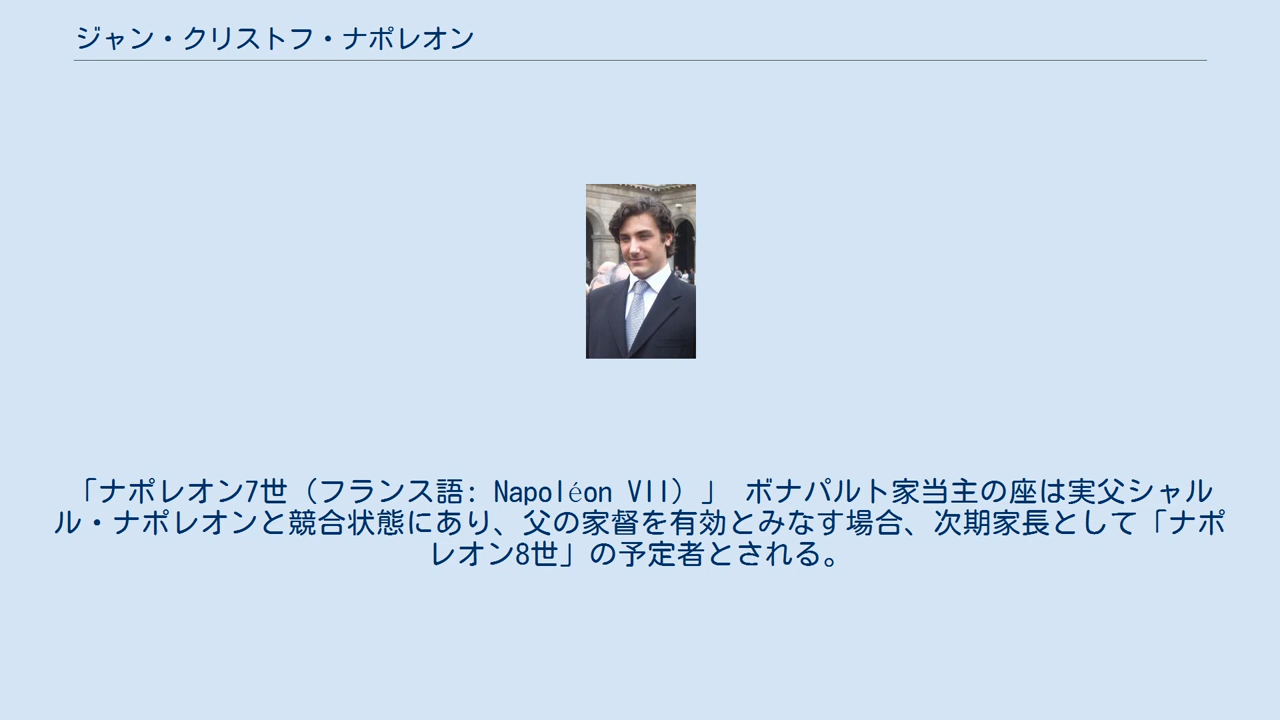 ジャン・クリストフ・ナポレオン
「ナポレオン7世（フランス語: Napoléon VII）」 ボナパルト家当主の座は実父シャル
ル・ナポレオンと競合状態にあり、父の家督を有効とみなす場合、次期家長として「ナポ
レオン8世」の予定者とされる。